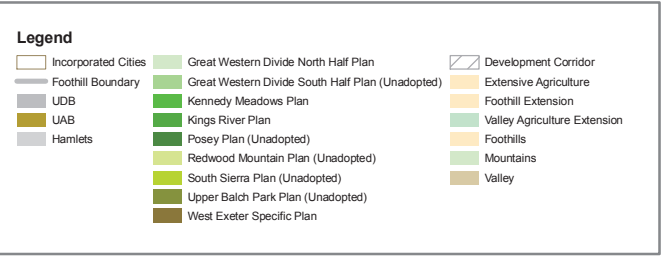 Legend
Incorporated Cities
Foothill Boundary
UDB
UAB
Hamlets
Great Western Divide North Half Plan
Great Western Divide South Half Plan (Unadopted)
Kennedy Meadows Plan
Kings River Plan
Posey Plan (Unadopted)
Redwood Mountain Plan (Unadopted)
South Sierra Plan (Unadopted)
Upper Balch Park Plan (Unadopted)
West Exeter Specific Plan
Development Corridor
Extensive Agriculture
Foothill Extension
Valley Agriculture Extension
Foothills
Mountains
Valley